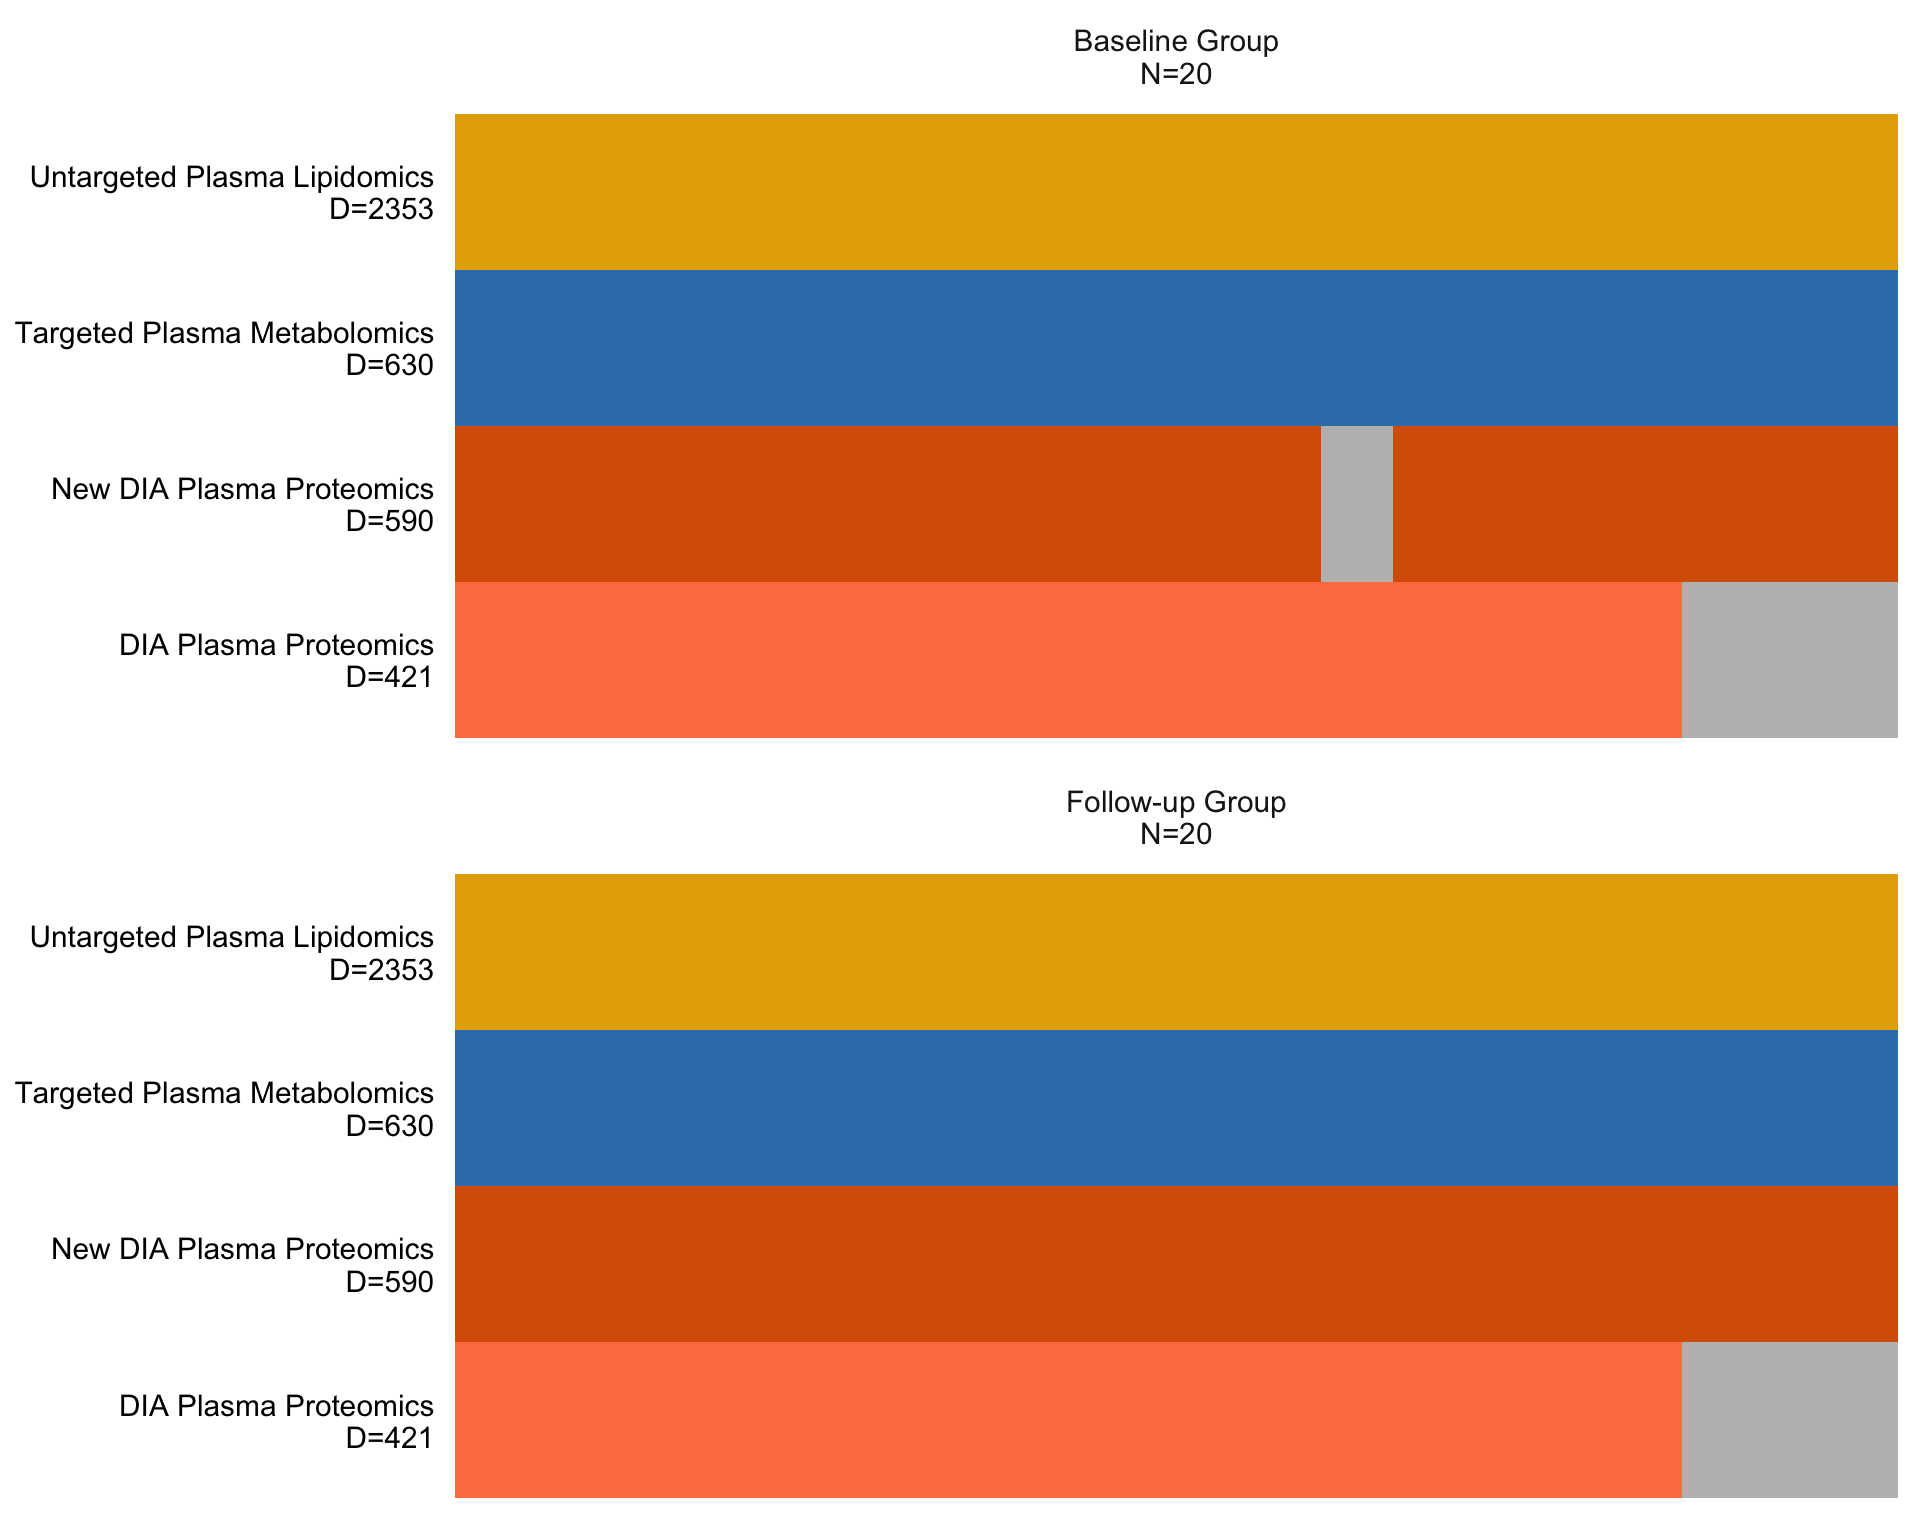 Baseline Group
N=20
Untargeted Plasma Lipidomics
D=2353
Targeted Plasma Metabolomics
D=630
New DIA Plasma Proteomics
D=590
DIA Plasma Proteomics
D=421
Follow-up Group
N=20
Untargeted Plasma Lipidomics
D=2353
Targeted Plasma Metabolomics
D=630
New DIA Plasma Proteomics
D=590
DIA Plasma Proteomics
D=421